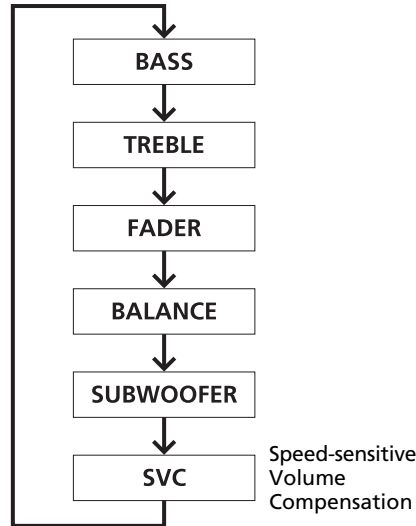 BASS
TREBLE
FADER
BALANCE
SUBWOOFER
SVC
Speed-sensitive
Volume
Compensation